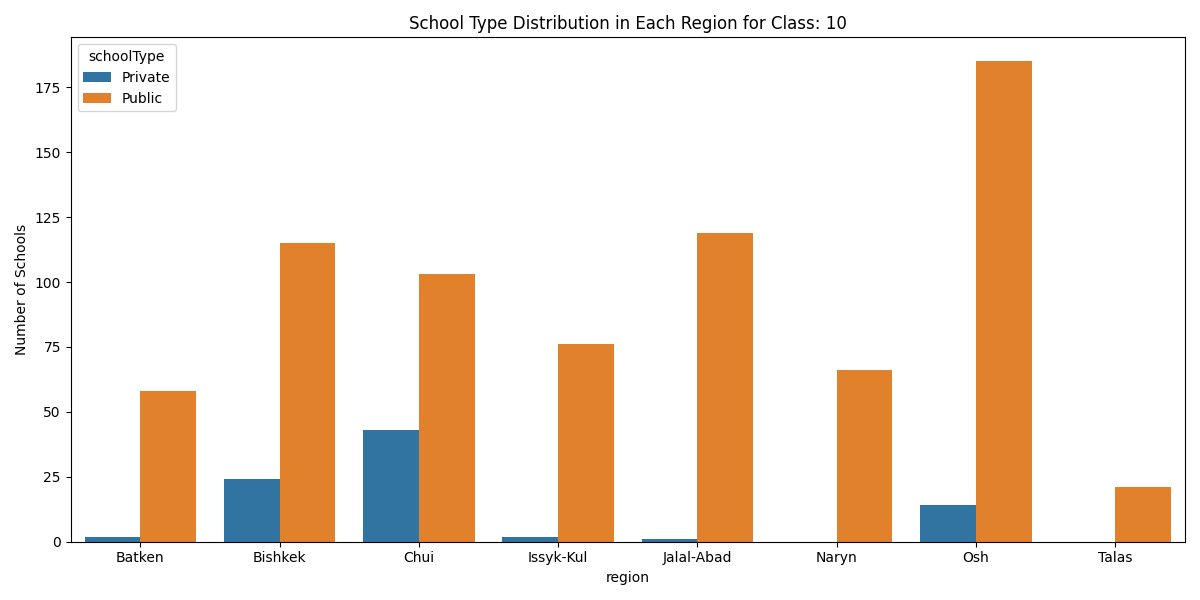 School Type Distribution in Each Region for Class: 10
schoolType
Private
Public
Number of Schools
175
150
125
100
75
50
25
0
Batken
Bishkek
Chui
Issyk-Kul
Jalal-Abad
Naryn
Osh
Talas
region